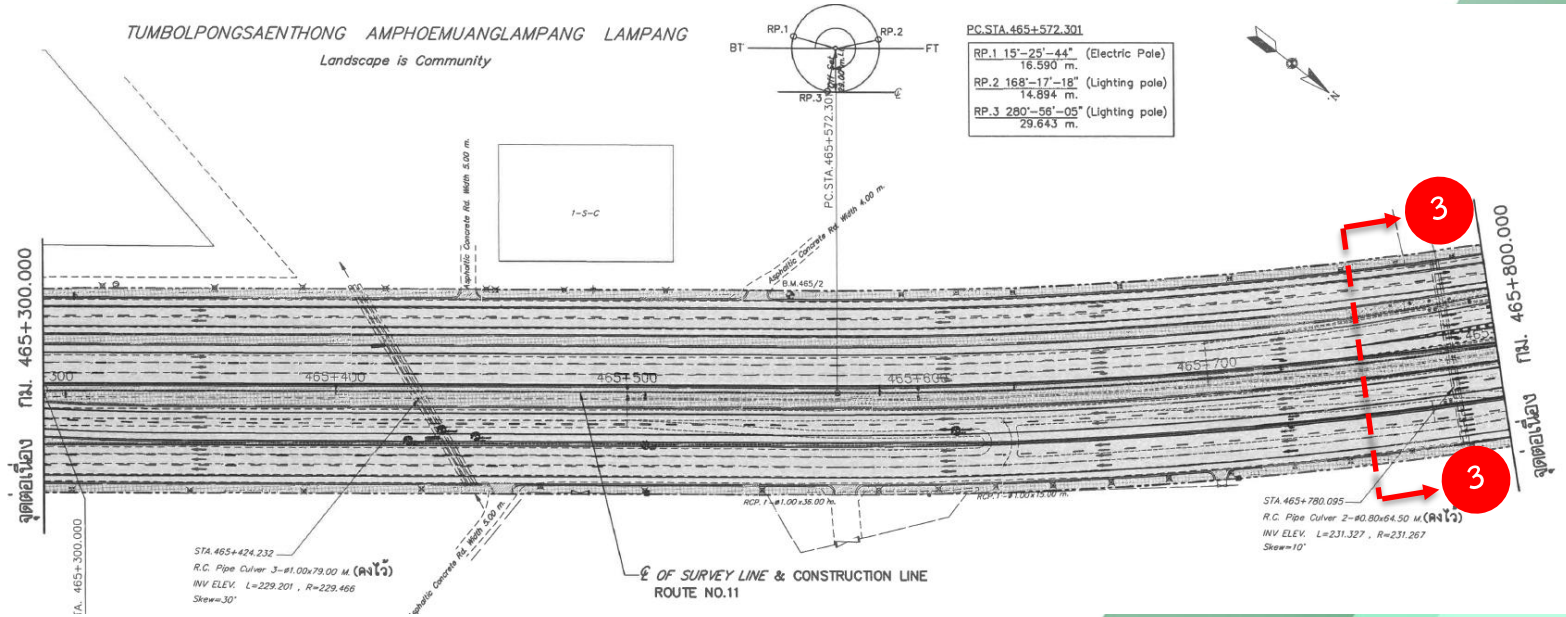 TUMBOLPONGSAENTHONG AMPHOEMUANGLAMPANG LAMPANG
Landscape is Community
RP.1
RP.2
BT
FT
RP.3
℄
PC.STA.465+572.301
PC.STA.465+572.301
RP.1 15°-25'-44" (Electric Pole)
16.590 m.
RP.2 168°-17'-18" (Lighting pole)
14.894 m.
RP.3 280°-56'-05" (Lighting pole)
29.643 m.
N.
3
1-S-C
Asphaltic Concrete Rd. Width 5.00 m.
Asphaltic Concrete Rd. Width 4.00 m.
B.M.465/2
จุดต่อเนื่อง กม. 465+300.000
จุดต่อเนื่อง กม. 465+800.000
300
465+400
465+500
465+600
465+700
3
RCP. 1-ø1.00x36.00 m.
RCP. 1-ø1.00x15.00 m.
STA.465+780.095
R.C. Pipe Culver 2-ø0.80x64.50 M.(คงไว้)
INV ELEV. L=231.327 , R=231.267
Skew=10°
TA. 465+300.000
STA.465+424.232
R.C. Pipe Culver 3-ø1.00x79.00 M.(คงไว้)
INV ELEV. L=229.201 , R=229.466
Skew=30°
sphaltic Concrete Rd. Width 5.00 m.
℄ OF SURVEY LINE & CONSTRUCTION LINE
ROUTE NO.11